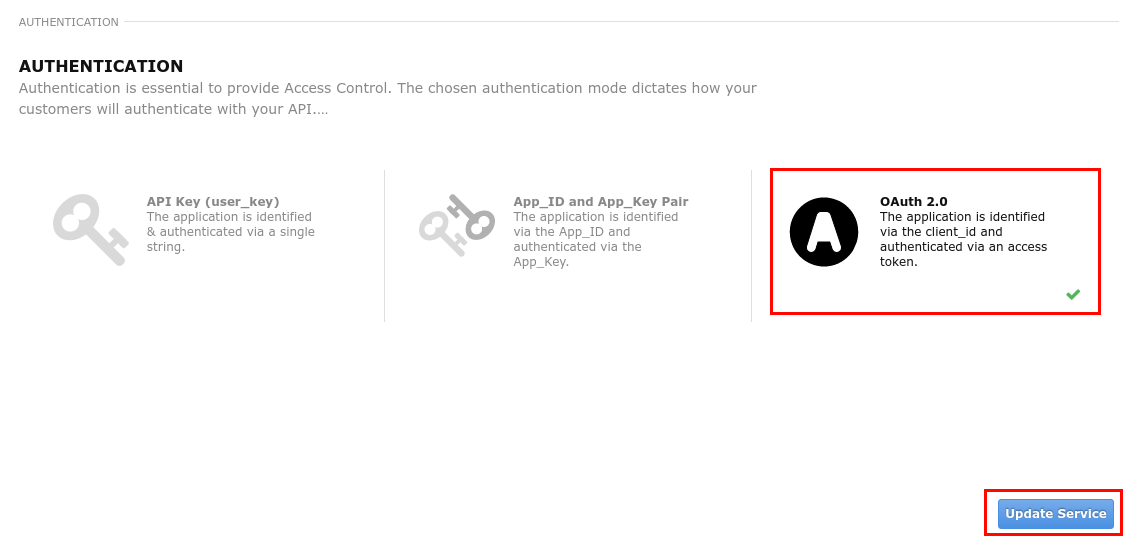 AUTHENTICATION
AUTHENTICATION
Authentication is essential to provide Access Control. The chosen authentication mode dictates how your
customers will authenticate with your API....
API Key (user_key)
The application is identified
& authenticated via a single
string.
App_ID and App_Key Pair
The application is identified
via the App_ID and
authenticated via the
App_Key.
OAuth 2.0
The application is identified
via the client_id and
authenticated via an access
token.
Update Service